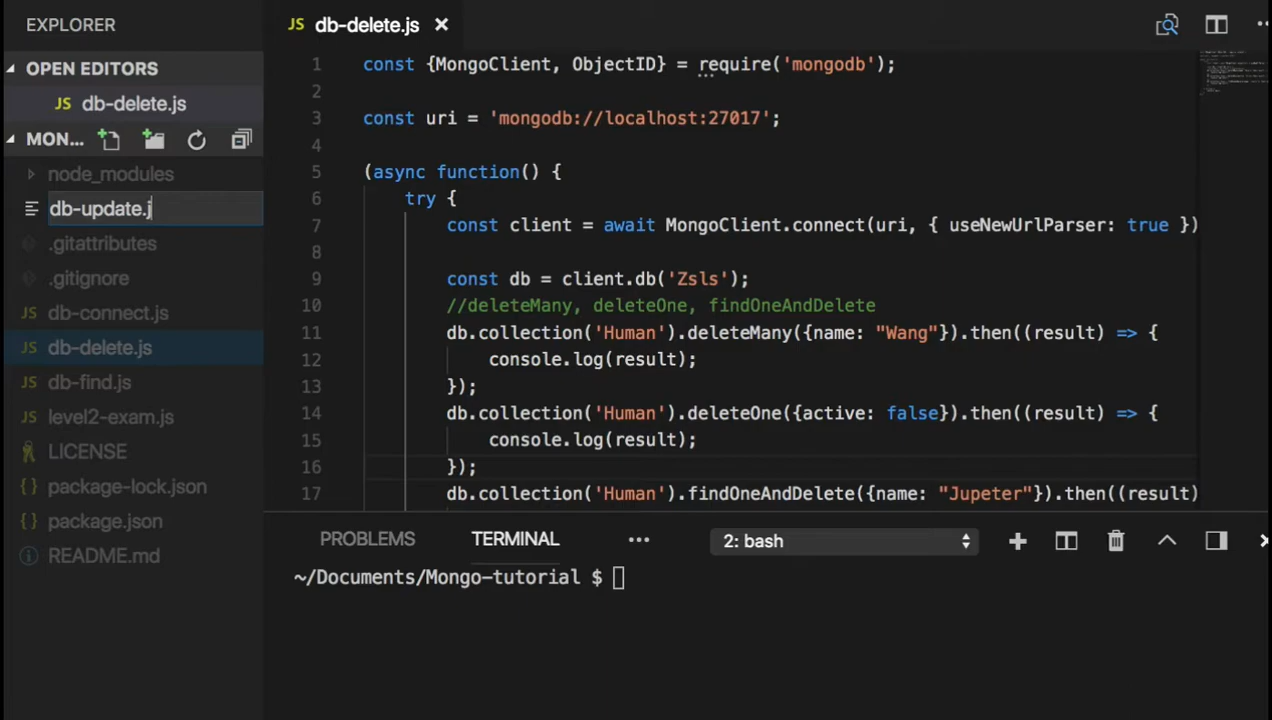 EXPLORER
OPEN EDITORS
JS db-delete.js
MON...
node_modules
db-update.j
.gitattributes
.gitignore
JS db-connect.js
JS db-delete.js
JS db-find.js
JS level2-exam.js
LICENSE
{} package-lock.json
{} package.json
README.md
JS db-delete.js ×
1 const {MongoClient, ObjectID} = require('mongodb');
2
3 const uri = 'mongodb://localhost:27017';
4
5 (async function() {
6 try {
7 const client = await MongoClient.connect(uri, { useNewUrlParser: true })
8
9 const db = client.db('Zsls');
10 //deleteMany, deleteOne, findOneAndDelete
11 db.collection('Human').deleteMany({name: "Wang"}).then((result) => {
12 console.log(result);
13 });
14 db.collection('Human').deleteOne({active: false}).then((result) => {
15 console.log(result);
16 });
17 db.collection('Human').findOneAndDelete({name: "Jupeter"}).then((result)
PROBLEMS TERMINAL ... 2: bash
~/Documents/Mongo-tutorial $